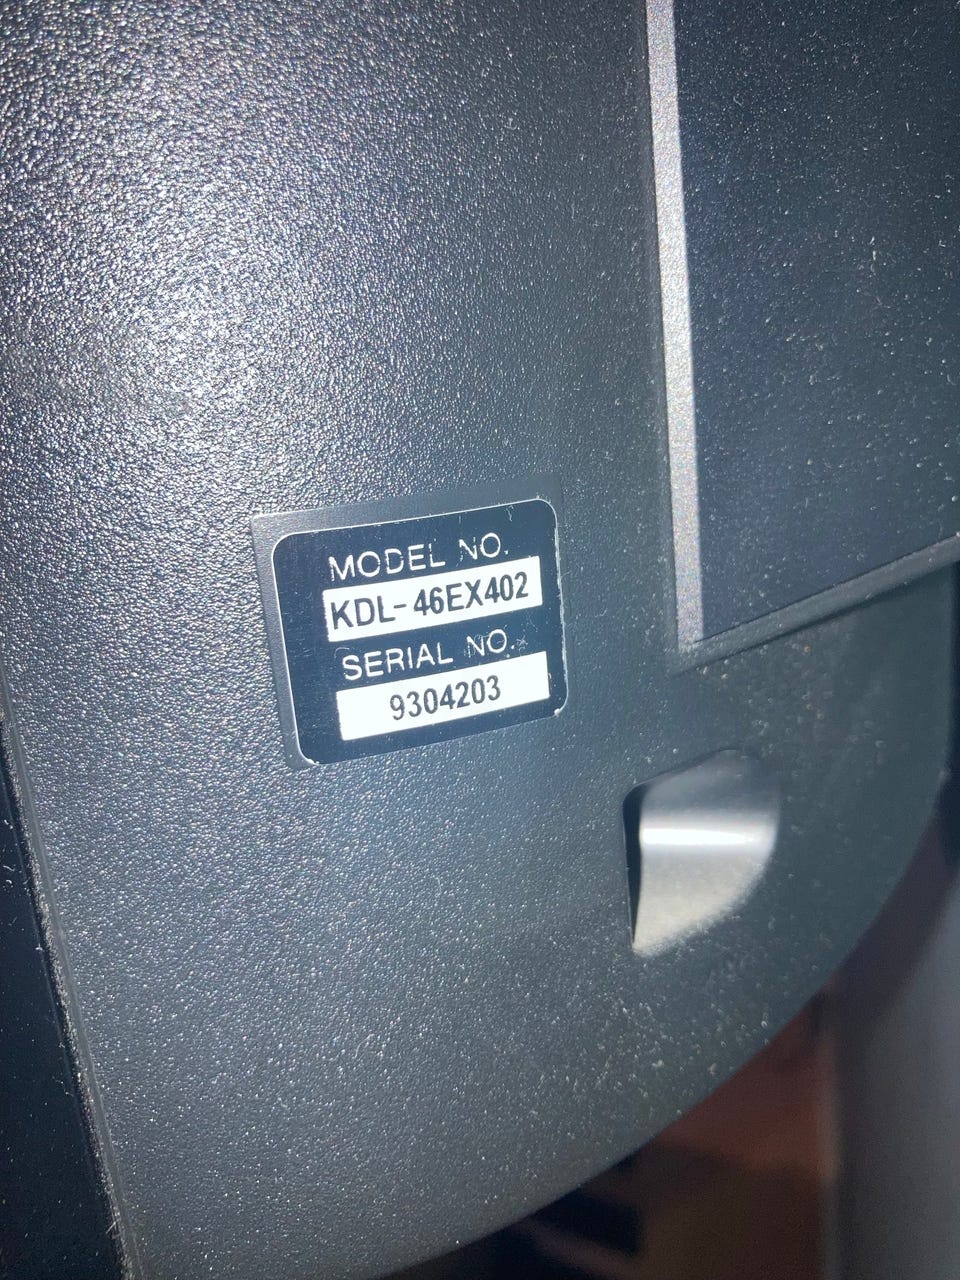 MODEL NO.
KDL-46EX402
SERIAL NO.
9304203